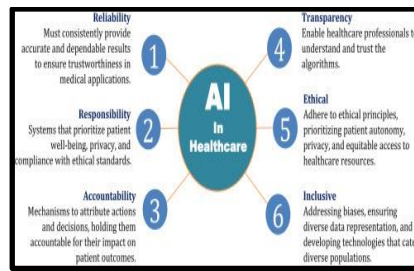 Reliability
Must consistently provide
accurate and dependable results
to ensure trustworthiness in
medical applications.
1
Responsibility
Systems that prioritize patient
well-being, privacy, and
compliance with ethical standards.
2
Accountability
Mechanisms to attribute actions
and decisions, holding them
accountable for their impact on
patient outcomes.
3
AI
In
Healthcare
4
Transparency
Enable healthcare professionals t
understand and trust the
algorithms.
5
Ethical
Adhere to ethical principles,
prioritizing patient autonomy,
privacy, and equitable access to
healthcare resources.
6
Inclusive
Addressing biases, ensuring
diverse data representation, and
developing technologies that cate
diverse populations.